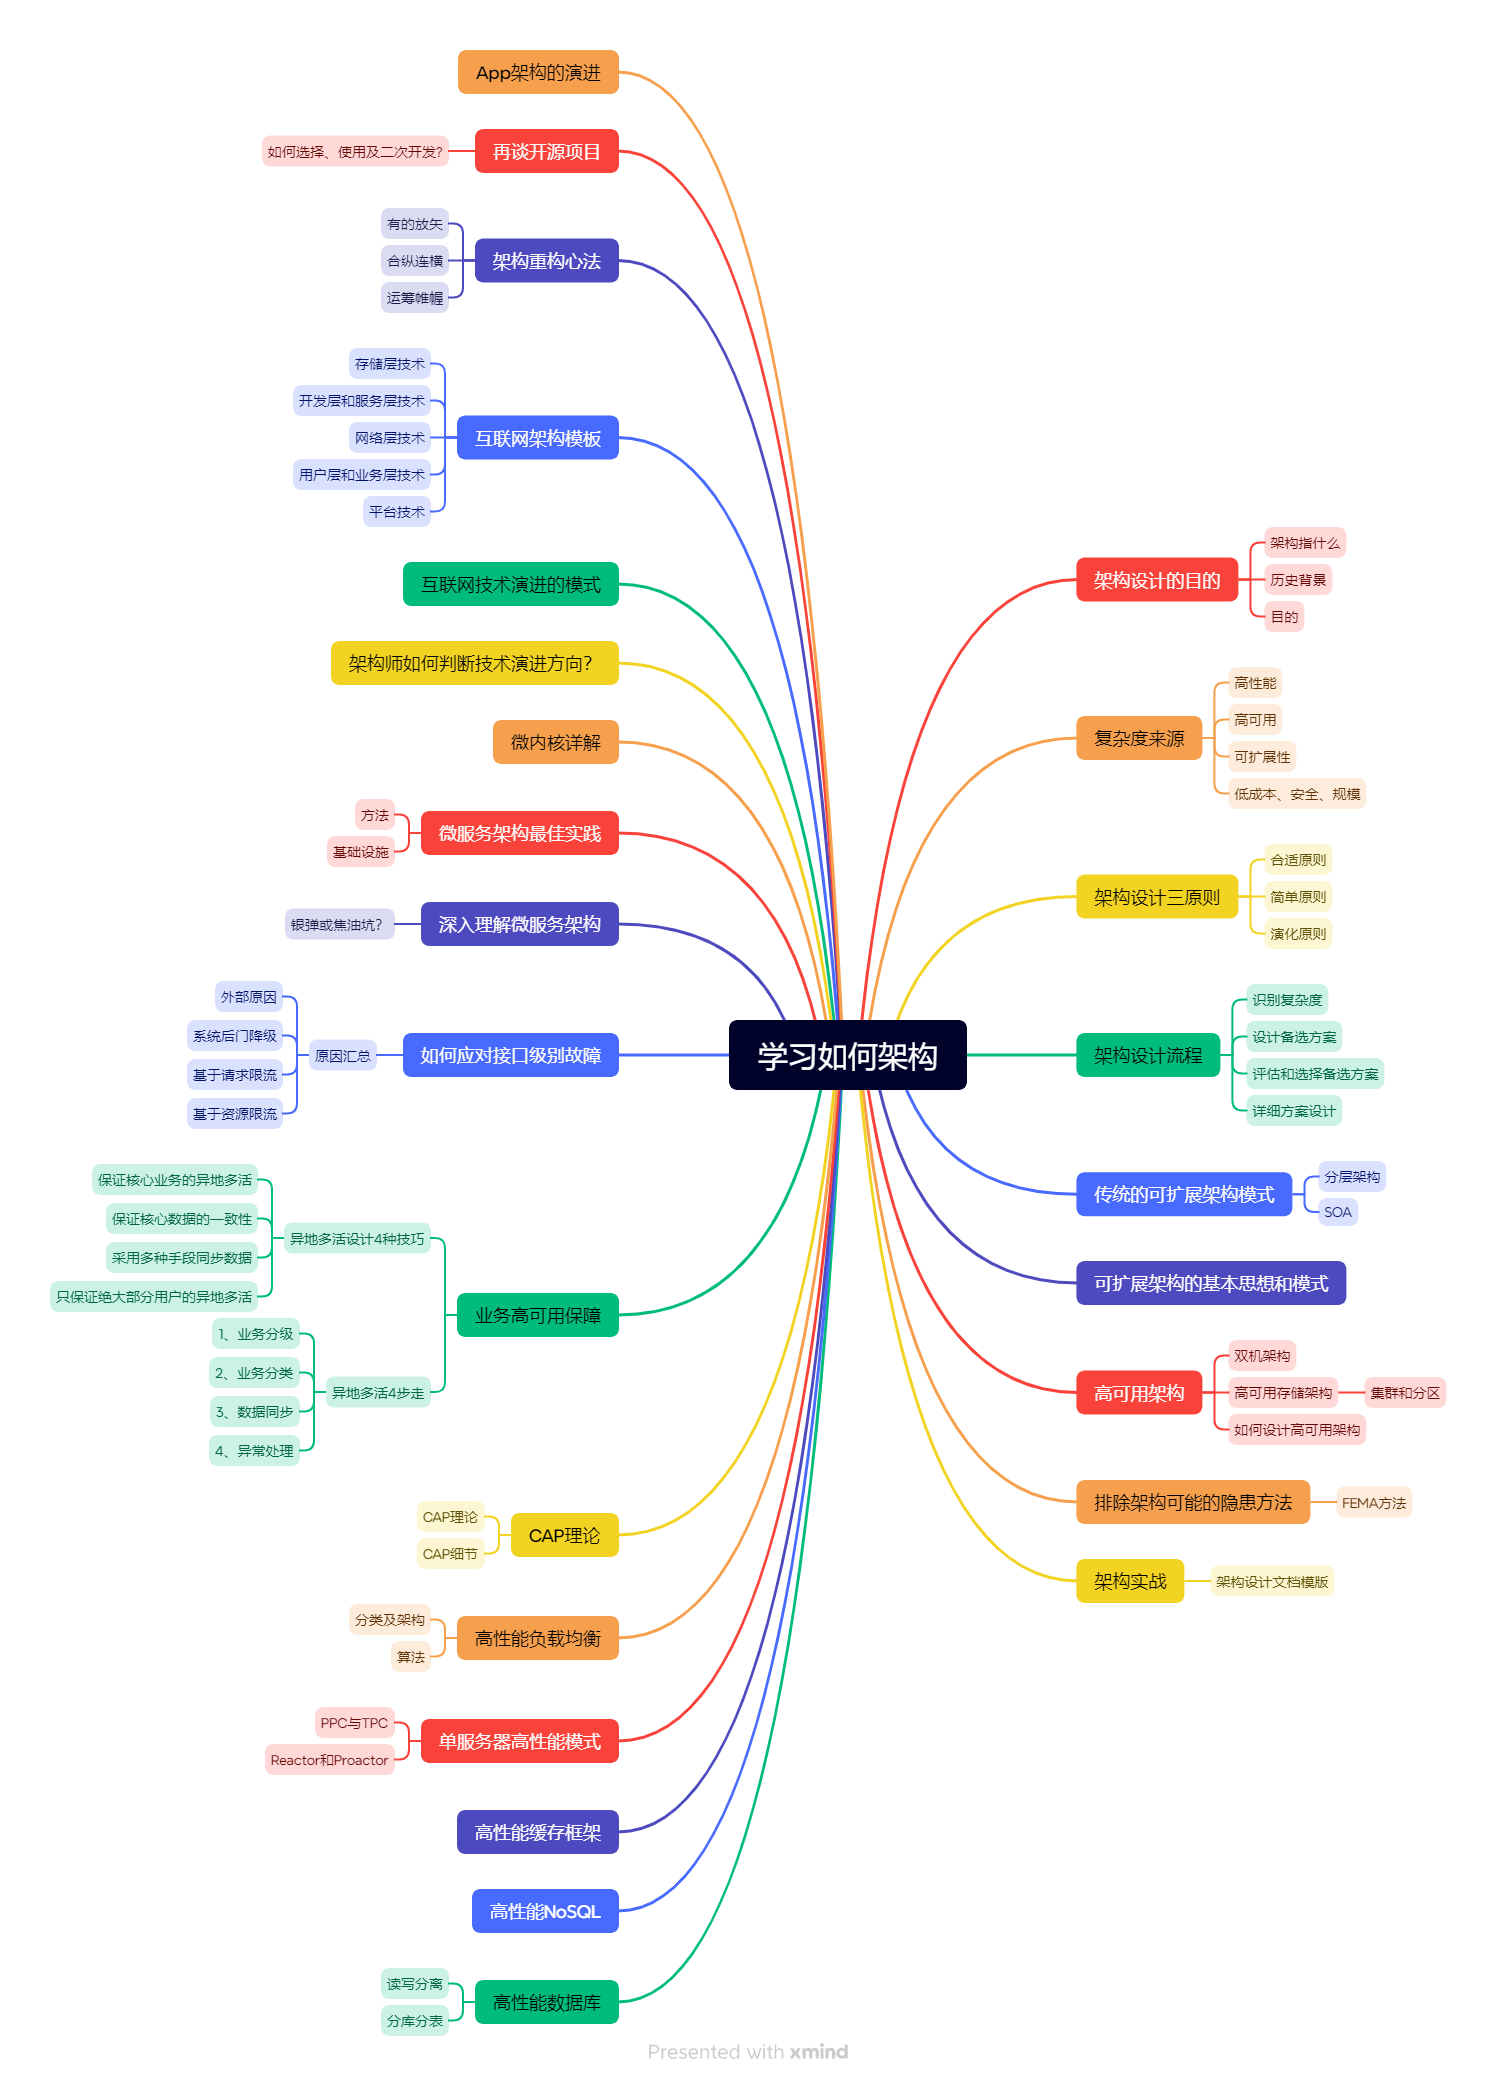 学习如何架构
架构设计的目的
架构指什么
历史背景
目的
复杂度来源
高性能
高可用
可扩展性
低成本、安全、规模
架构设计三原则
合适原则
简单原则
演化原则
架构设计流程
识别复杂度
设计备选方案
评估和选择备选方案
详细方案设计
传统的可扩展架构模式
分层架构
SOA
可扩展架构的基本思想和模式
高可用架构
双机架构
高可用存储架构
集群和分区
如何设计高可用架构
排除架构可能的隐患方法
FEMA方法
架构实战
架构设计文档模版
App架构的演进
再谈开源项目
如何选择、使用及二次开发?
架构重构心法
有的放矢
合纵连横
运筹帷幄
互联网架构模板
存储层技术
开发层和服务层技术
网络层技术
用户层和业务层技术
平台技术
互联网技术演进的模式
架构师如何判断技术演进方向？
微内核详解
微服务架构最佳实践
方法
基础设施
深入理解微服务架构
银弹或焦油坑？
如何应对接口级别故障
原因汇总
外部原因
系统后门降级
基于请求限流
基于资源限流
业务高可用保障
异地多活设计4种技巧
保证核心业务的异地多活
保证核心数据的一致性
采用多种手段同步数据
只保证绝大部分用户的异地多活
异地多活4步走
1、业务分级
2、业务分类
3、数据同步
4、异常处理
CAP理论
CAP理论
CAP细节
高性能负载均衡
分类及架构
算法
单服务器高性能模式
PPC与TPC
Reactor和Proactor
高性能缓存框架
高性能NoSQL
高性能数据库
读写分离
分库分表
Presented with xmind